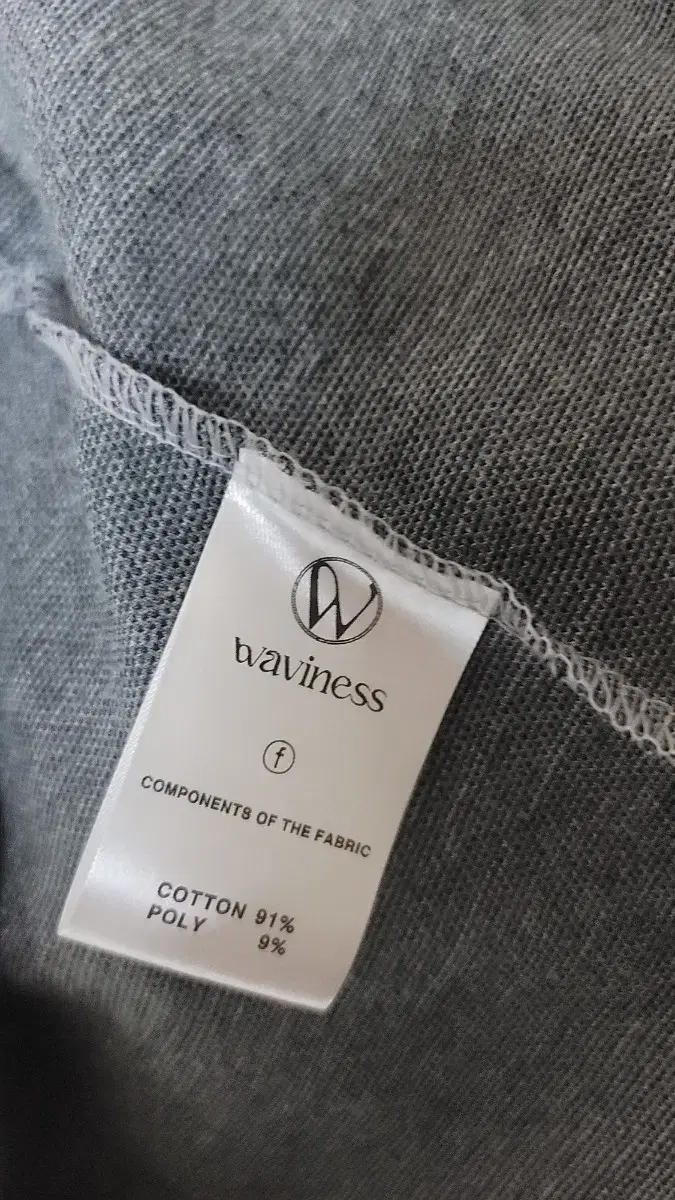 W
waviness
f
COMPONENTS OF THE FABRIC
COTTON 91%
POLY 9%